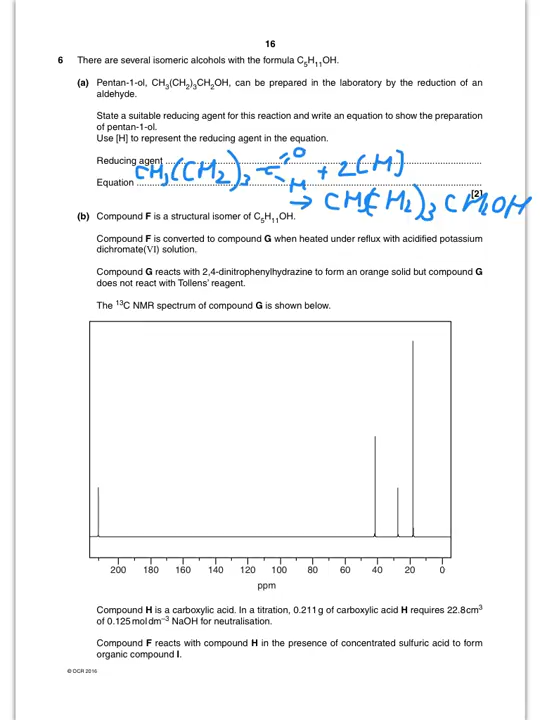 16
6 There are several isomeric alcohols with the formula C5H11OH.
(a) Pentan-1-ol, CH3(CH2)3CH2OH, can be prepared in the laboratory by the reduction of an
aldehyde.
State a suitable reducing agent for this reaction and write an equation to show the preparation
of pentan-1-ol.
Use [H] to represent the reducing agent in the equation.
Reducing agent ..........
CH3(CH2)3 C =O H + 2[H]
Equation ..........
[2]
→ CH3(CH2)3 CH2OH
(b) Compound F is a structural isomer of C5H11OH.
Compound F is converted to compound G when heated under reflux with acidified potassium
dichromate(VI) solution.
Compound G reacts with 2,4-dinitrophenylhydrazine to form an orange solid but compound G
does not react with Tollens' reagent.
The 13C NMR spectrum of compound G is shown below.
200 180 160 140 120 100 80 60 40 20 0
ppm
Compound H is a carboxylic acid. In a titration, 0.211 g of carboxylic acid H requires 22.8 cm3
of 0.125 mol dm–3 NaOH for neutralisation.
Compound F reacts with compound H in the presence of concentrated sulfuric acid to form
organic compound I.
© OCR 2016